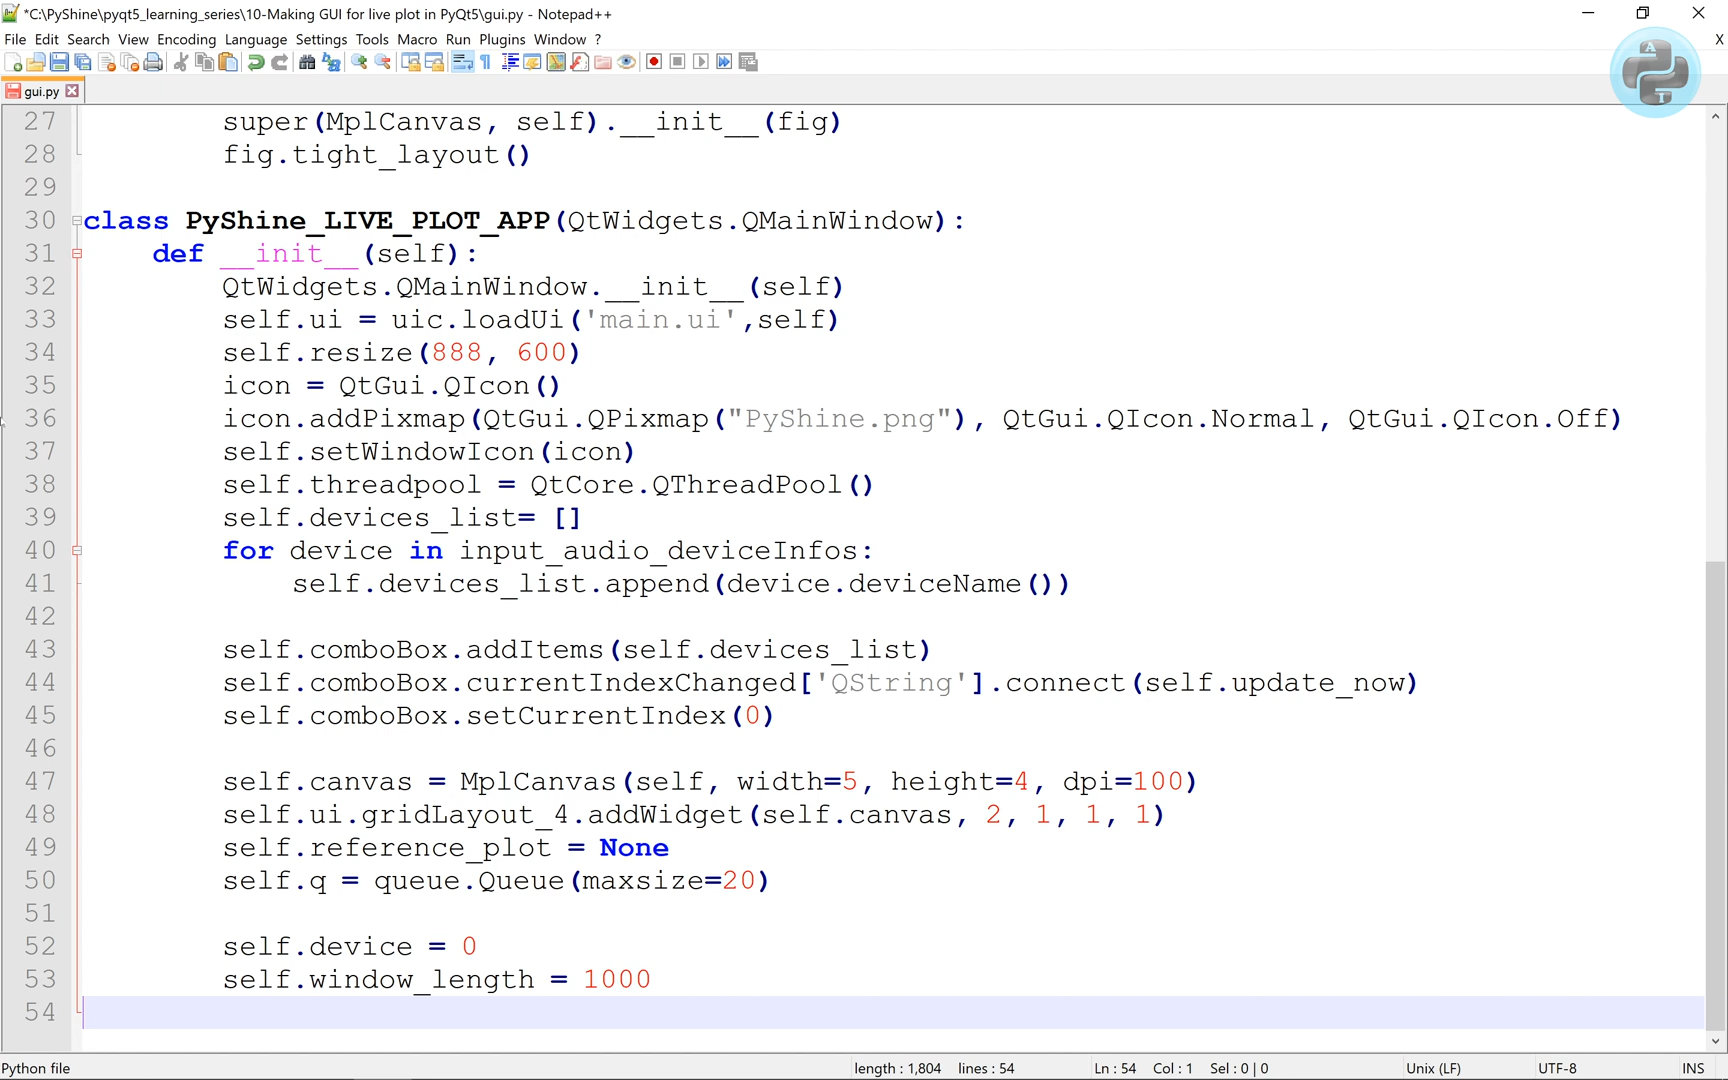 *C:\PyShine\pyqt5_learning_series\10-Making GUI for live plot in PyQt5\gui.py - Notepad++
File Edit Search View Encoding Language Settings Tools Macro Run Plugins Window ? X
gui.py
27 super(MplCanvas, self).__init__(fig)
28 fig.tight_layout()
29
30 class PyShine_LIVE_PLOT_APP(QtWidgets.QMainWindow):
31 def __init__(self):
32 QtWidgets.QMainWindow.__init__(self)
33 self.ui = uic.loadUi('main.ui',self)
34 self.resize(888, 600)
35 icon = QtGui.QIcon()
36 icon.addPixmap(QtGui.QPixmap("PyShine.png"), QtGui.QIcon.Normal, QtGui.QIcon.Off)
37 self.setWindowIcon(icon)
38 self.threadpool = QtCore.QThreadPool()
39 self.devices_list= []
40 for device in input_audio_deviceInfos:
41 self.devices_list.append(device.deviceName())
42
43 self.comboBox.addItems(self.devices_list)
44 self.comboBox.currentIndexChanged['QString'].connect(self.update_now)
45 self.comboBox.setCurrentIndex(0)
46
47 self.canvas = MplCanvas(self, width=5, height=4, dpi=100)
48 self.ui.gridLayout_4.addWidget(self.canvas, 2, 1, 1, 1)
49 self.reference_plot = None
50 self.q = queue.Queue(maxsize=20)
51
52 self.device = 0
53 self.window_length = 1000
54
Python file length : 1,804 lines : 54 Ln : 54 Col : 1 Sel : 0 | 0 Unix (LF) UTF-8 INS